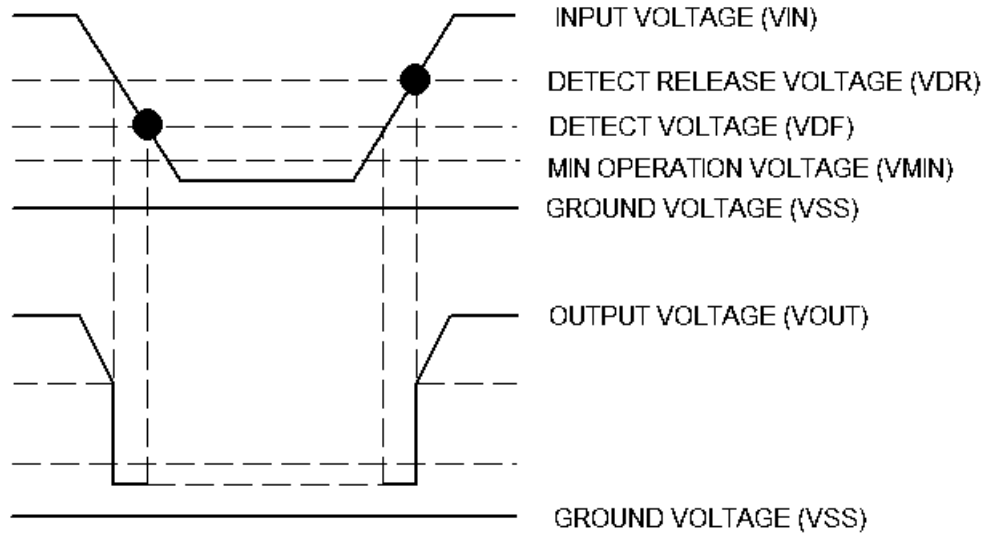 INPUT VOLTAGE (VIN)
DETECT RELEASE VOLTAGE (VDR)
DETECT VOLTAGE (VDF)
MIN OPERATION VOLTAGE (VMIN)
GROUND VOLTAGE (VSS)
OUTPUT VOLTAGE (VOUT)
GROUND VOLTAGE (VSS)